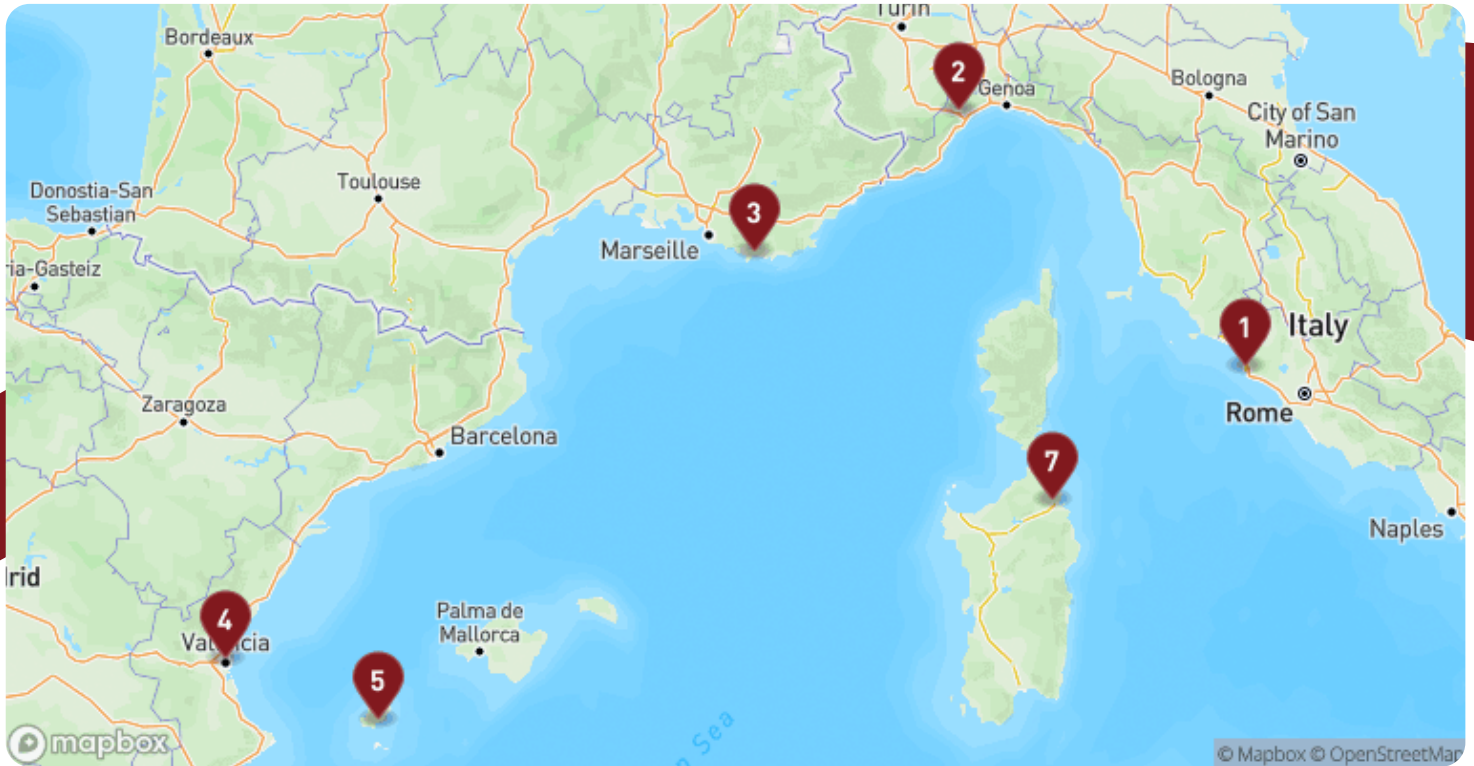 Turin
Bordeaux
2
Genoa
Bologna
City of San
Marino
Toulouse
Donostia-San
Sebastian
3
Marseille
ria-Gasteiz
1
Italy
Zaragoza
Rome
Barcelona
7
Naples
rid
4
Palma de
Mallorca
5
Sea
mapbox
© Mapbox © OpenStreetMap